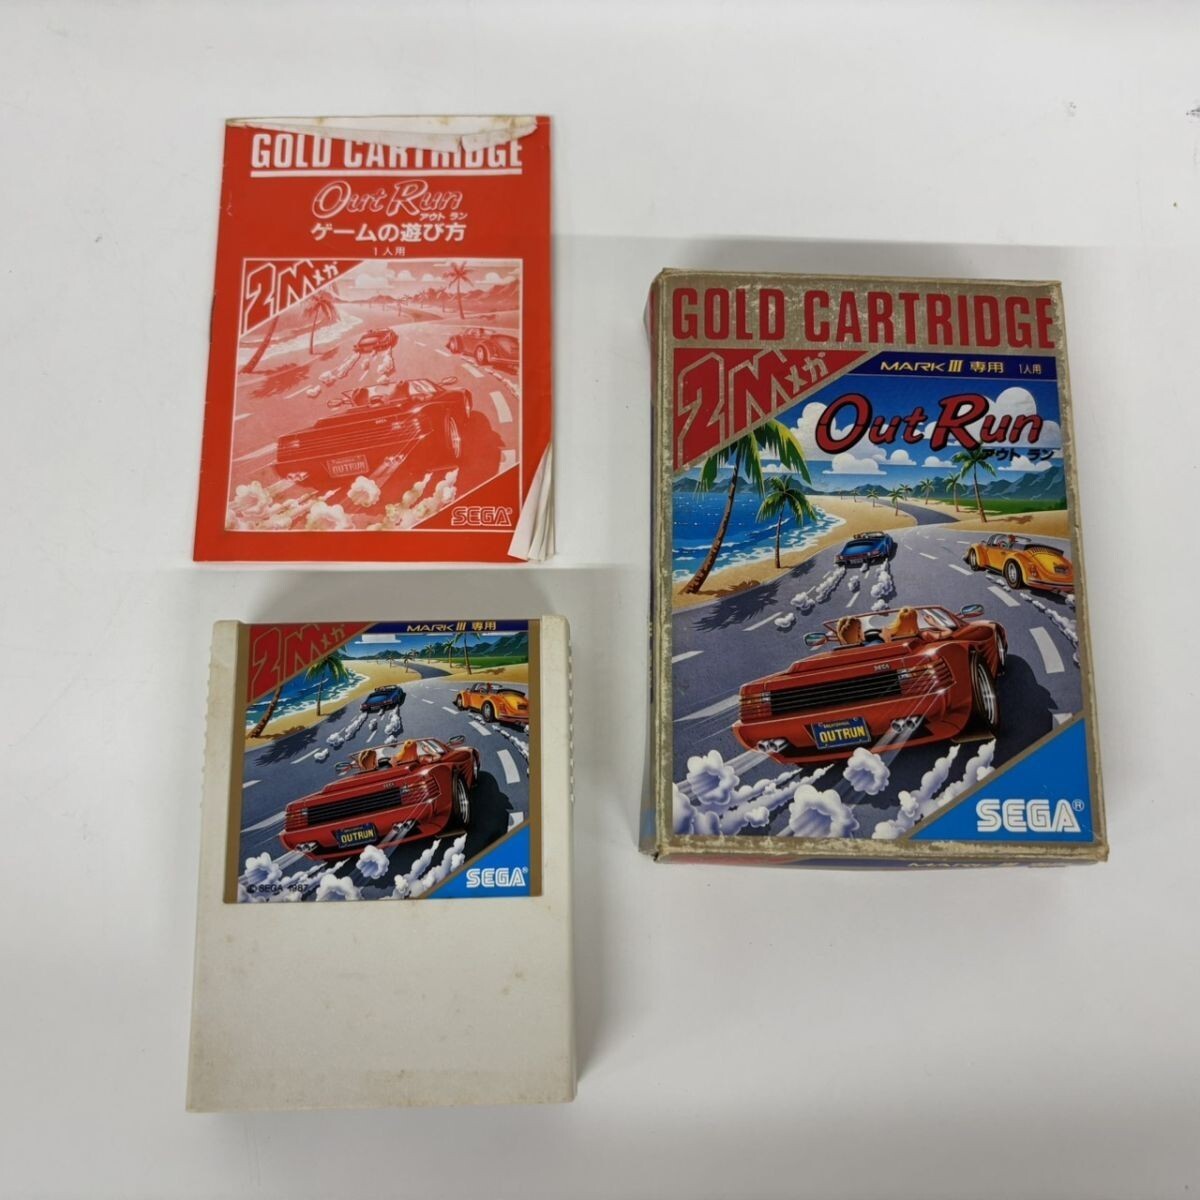 GOLD CARTRIDGE
Out Run
アウト ラン
ゲームの遊び方
1人用
2Mメガ
SEGA®
GOLD CARTRIDGE
2Mメガ
MARK III 専用 1人用
Out Run
アウト ラン
SEGA
OUTRUN
SEGA®
2Mメガ
MARK III 専用
OUTRUN
© SEGA 1987
SEGA®